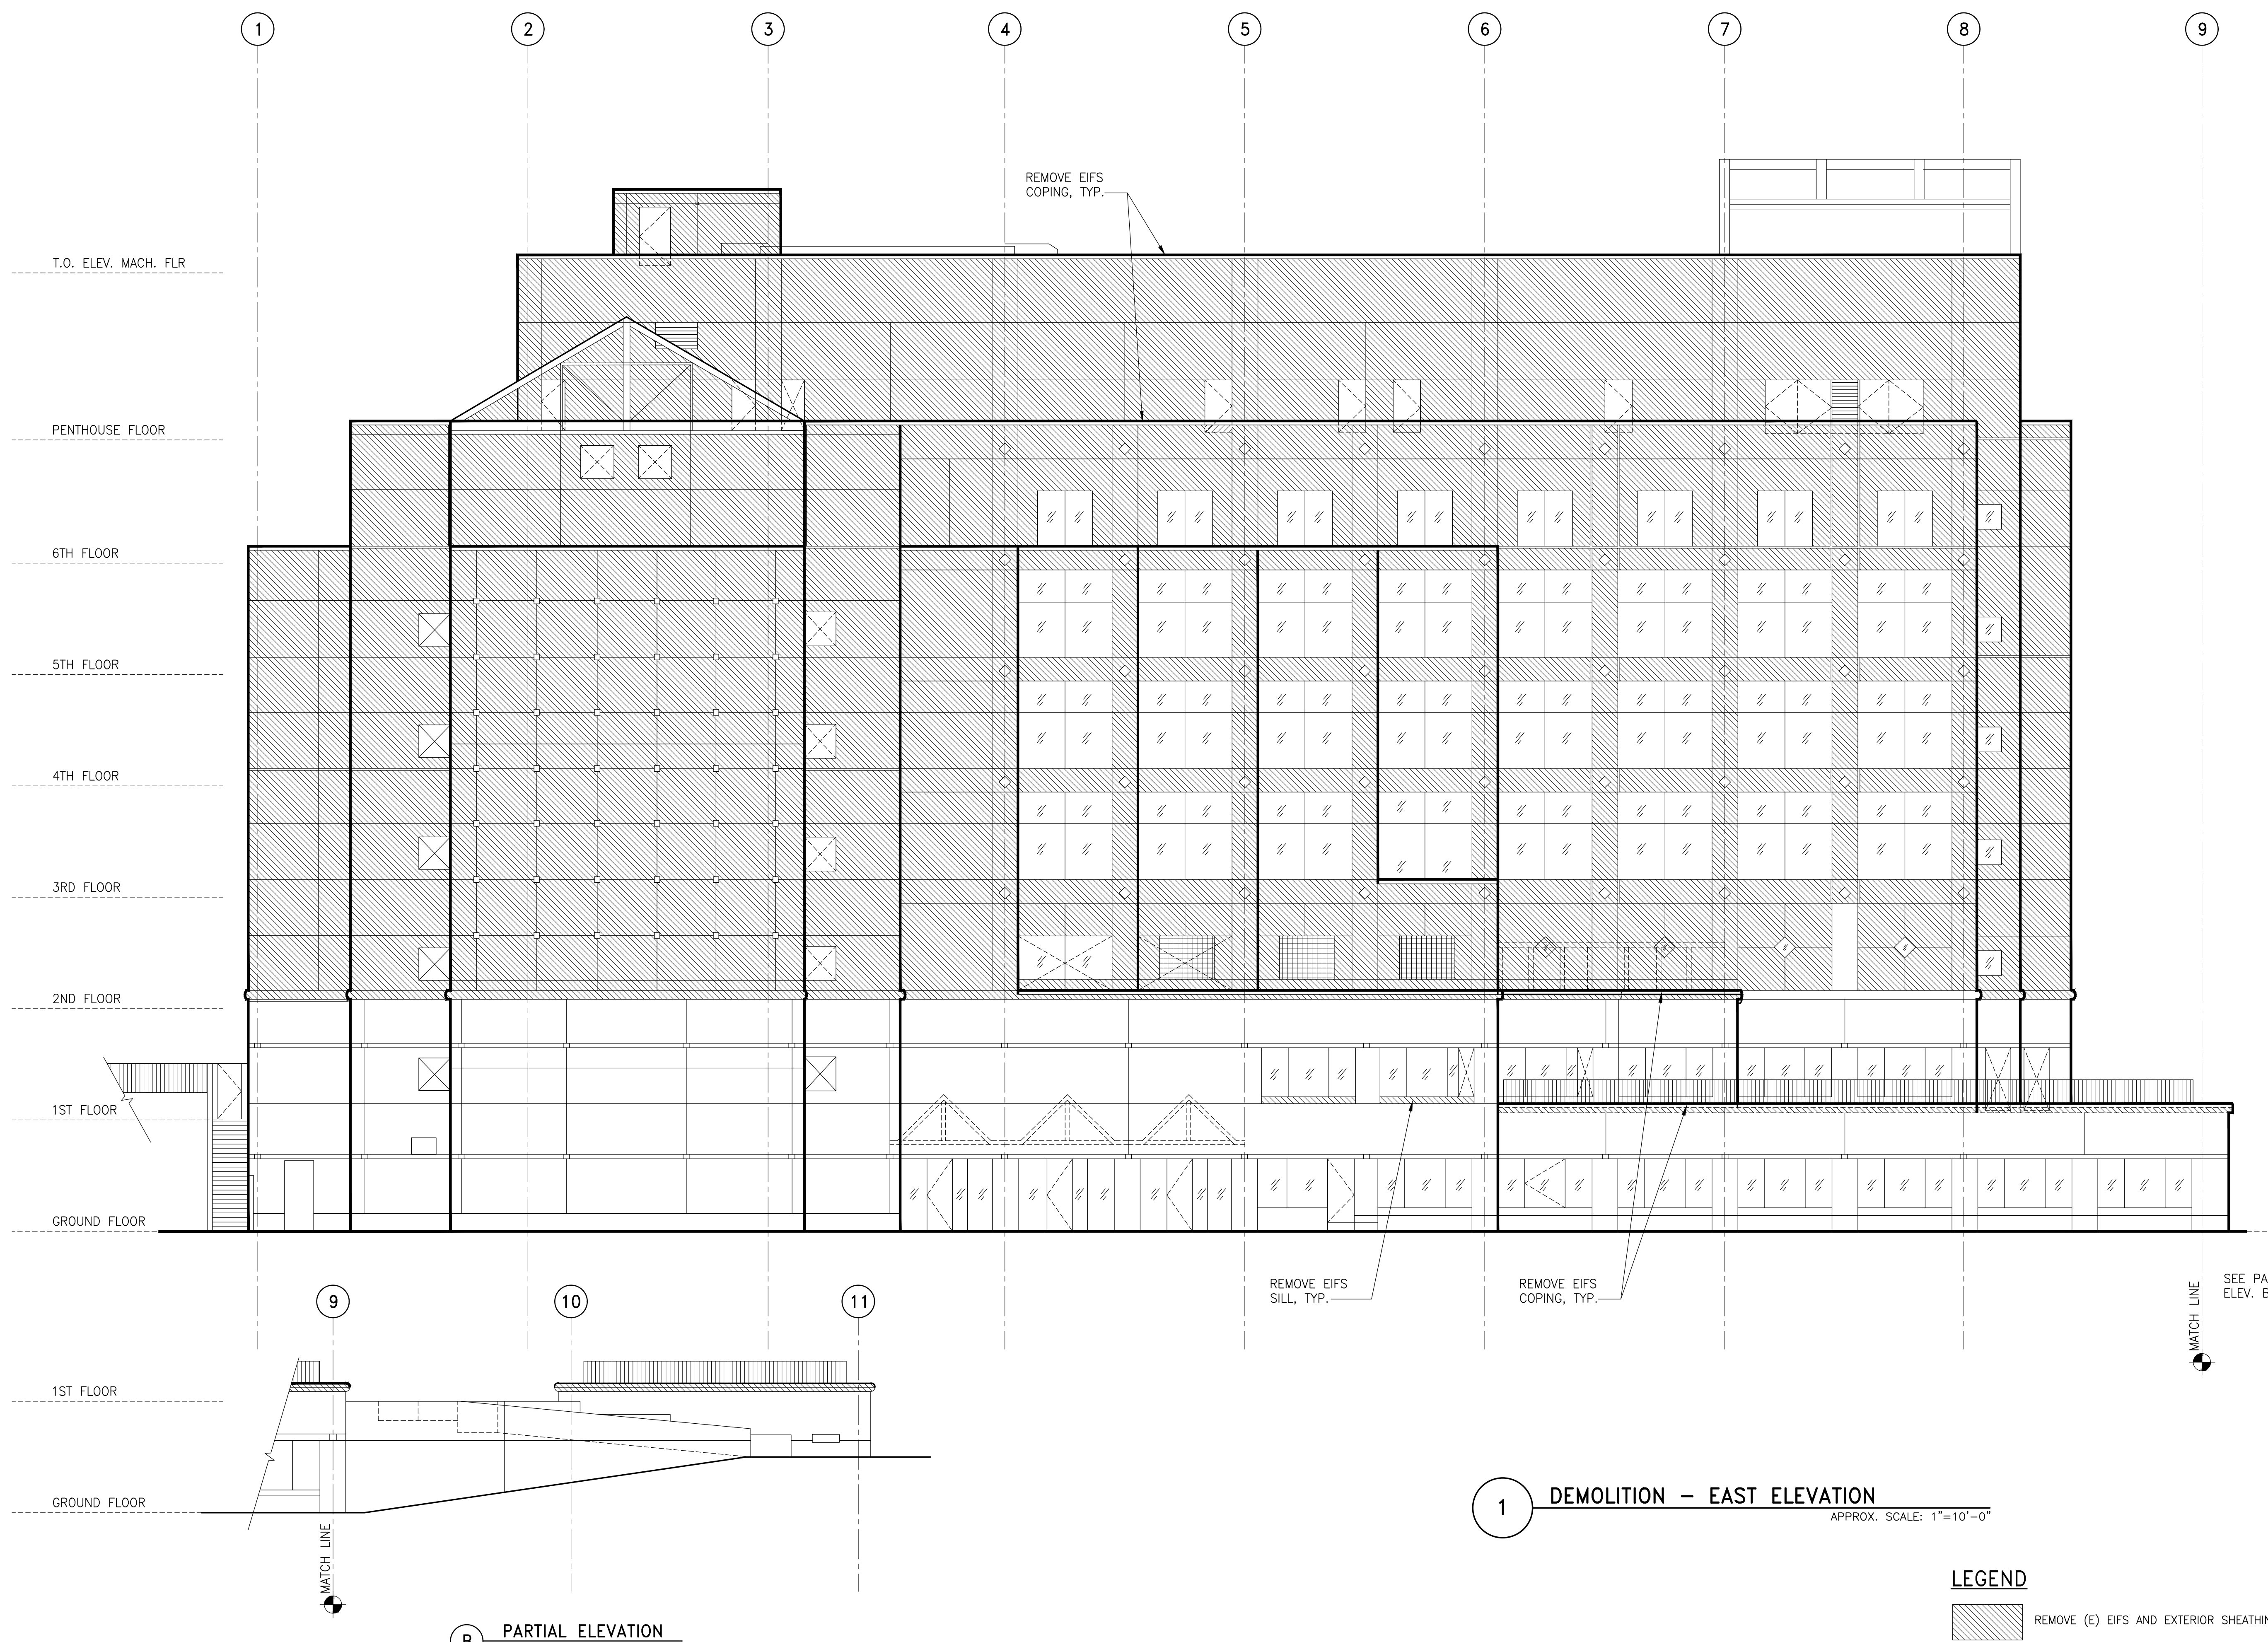 1 2 3 4 5 6 7 8 9
REMOVE EIFS
COPING, TYP.
T.O. ELEV. MACH. FLR
PENTHOUSE FLOOR
6TH FLOOR
5TH FLOOR
4TH FLOOR
3RD FLOOR
2ND FLOOR
1ST FLOOR
GROUND FLOOR
REMOVE EIFS
SILL, TYP.
REMOVE EIFS
COPING, TYP.
SEE PA
ELEV. B
MATCH LINE
9 10 11
1ST FLOOR
GROUND FLOOR
MATCH LINE
1 DEMOLITION – EAST ELEVATION
APPROX. SCALE: 1"=10'–0"
LEGEND
REMOVE (E) EIFS AND EXTERIOR SHEATHIN
B PARTIAL ELEVATION